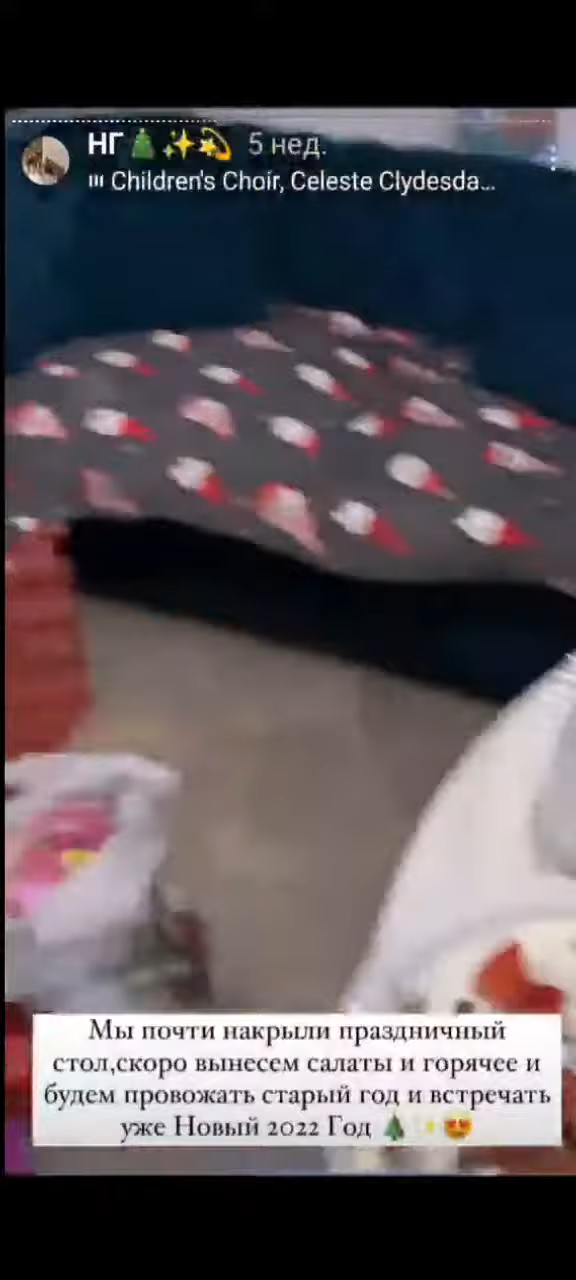 НГ🎄✨💫 5 нед.
Children's Choir, Celeste Clydesda...
Мы почти накрыли праздничный
стол,скоро вынесем салаты и горячее и
будем провожать старый год и встречать
уже Новый 2022 Год 🎄✨😍